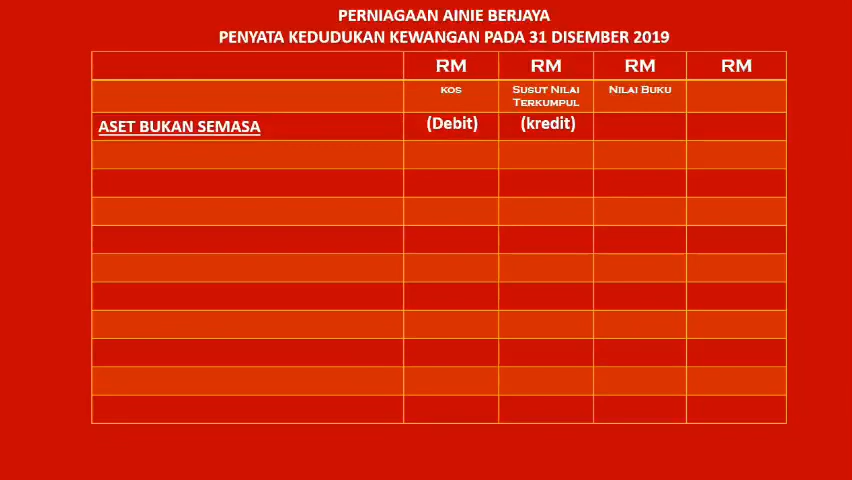 PERNIAGAAN AINIE BERJAYA
PENYATA KEDUDUKAN KEWANGAN PADA 31 DISEMBER 2019
RM RM RM RM
KOS SUSUT NILAI TERKUMPUL NILAI BUKU
ASET BUKAN SEMASA (Debit) (kredit)